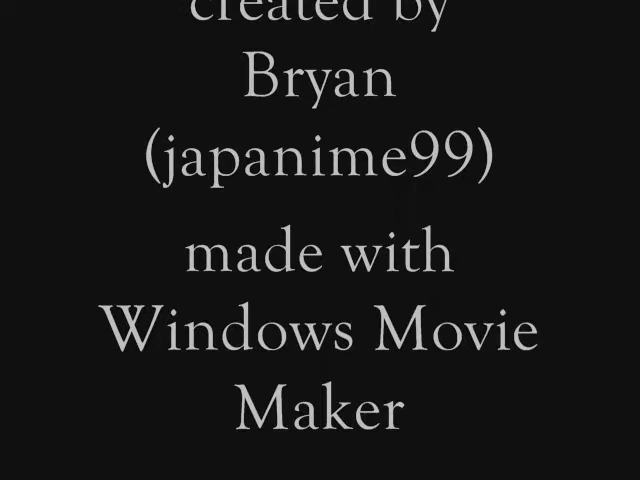 created by
Bryan
(japanime99)
made with
Windows Movie
Maker